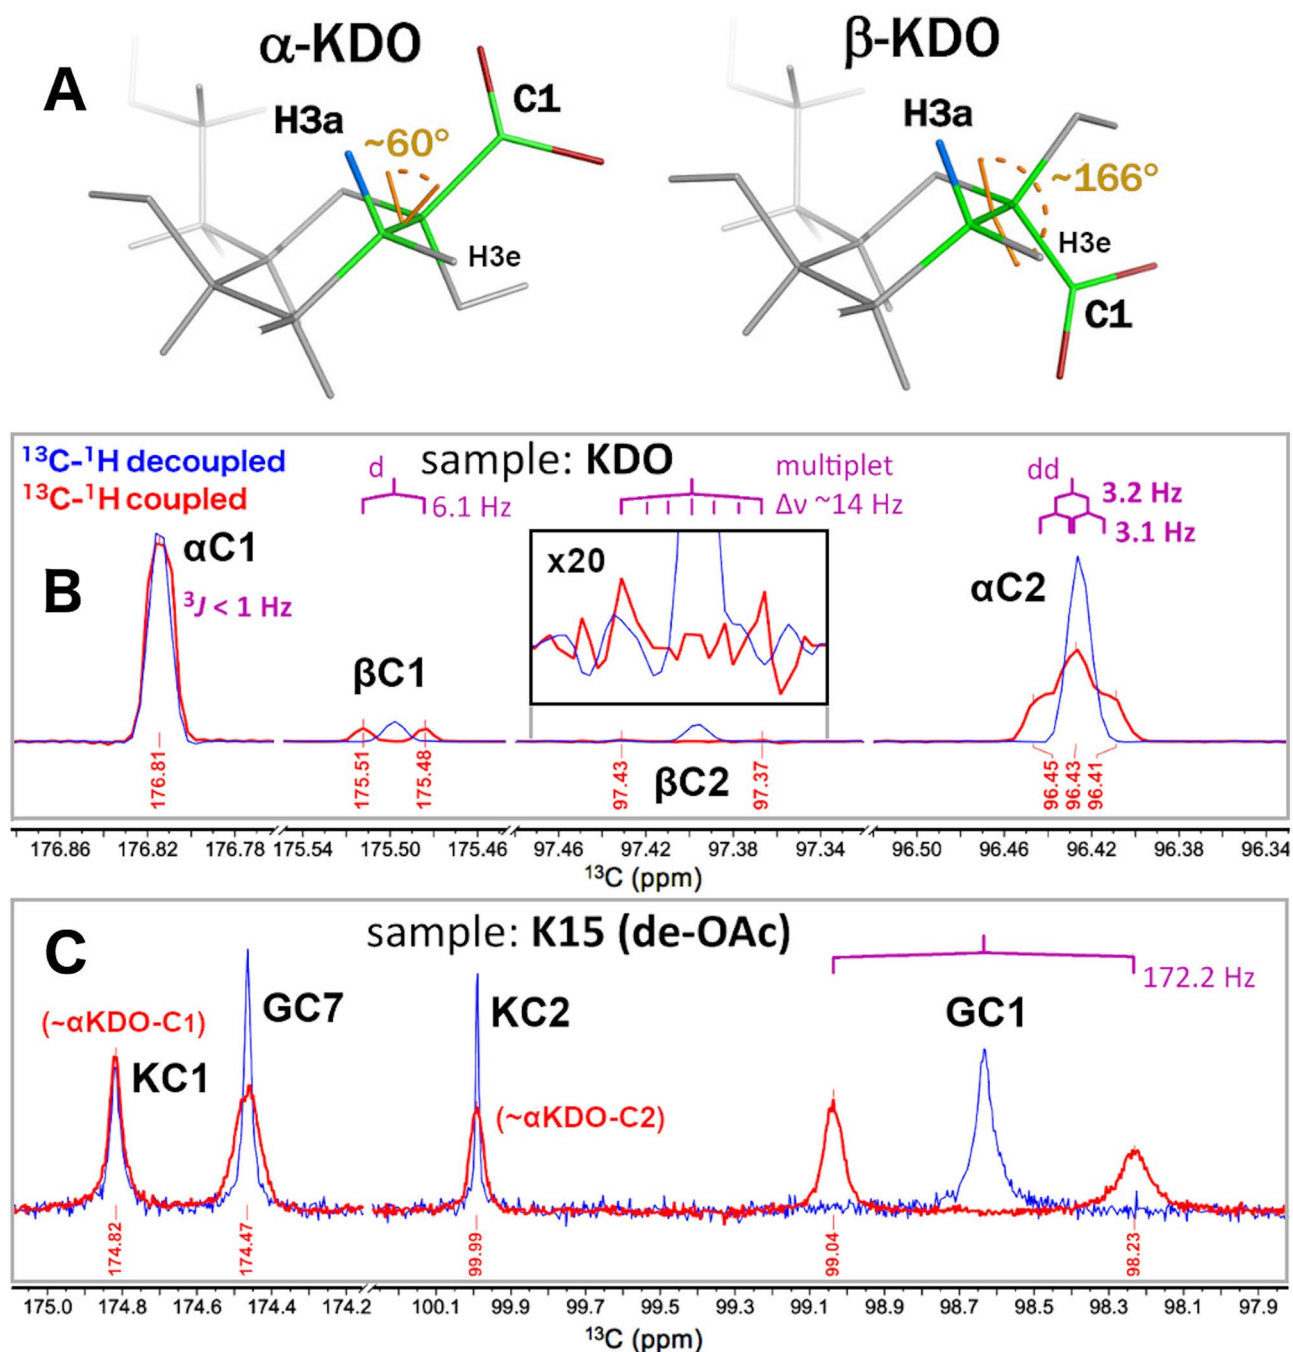 A
α-KDO
H3a
~60°
C1
H3e
β-KDO
H3a
~166°
H3e
C1
B
¹³C-¹H decoupled
¹³C-¹H coupled
sample: KDO
αC1
³J < 1 Hz
176.81
d
6.1 Hz
βC1
175.51
175.48
x20
multiplet
Δν ~14 Hz
97.43
βC2
97.37
dd
3.2 Hz
3.1 Hz
αC2
96.45
96.43
96.41
176.86 176.82 176.78 175.54 175.50 175.46 97.46 97.42 97.38 97.34 96.50 96.46 96.42 96.38 96.34
¹³C (ppm)
C
sample: K15 (de-OAc)
(~αKDO-C1)
KC1
174.82
GC7
174.47
KC2
(~αKDO-C2)
99.99
172.2 Hz
GC1
99.04
98.23
175.0 174.8 174.6 174.4 174.2 100.1 99.9 99.7 99.5 99.3 99.1 98.9 98.7 98.5 98.3 98.1 97.9
¹³C (ppm)